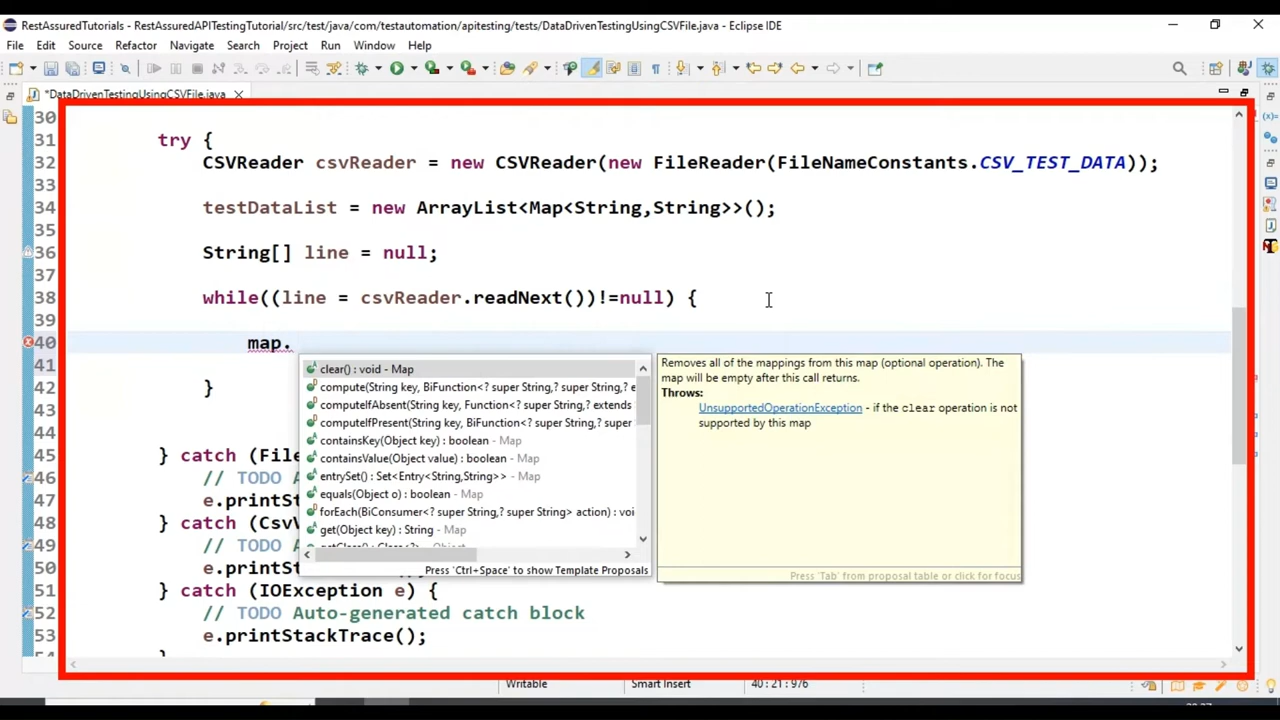 RestAssuredTutorials - RestAssuredAPITestingTutorial/src/test/java/com/testautomation/apitesting/tests/DataDrivenTestingUsingCSVFile.java - Eclipse IDE
File Edit Source Refactor Navigate Search Project Run Window Help
*DataDrivenTestingUsingCSVFile.java
30
31 try {
32 CSVReader csvReader = new CSVReader(new FileReader(FileNameConstants.CSV_TEST_DATA));
33
34 testDataList = new ArrayList<Map<String,String>>();
35
36 String[] line = null;
37
38 while((line = csvReader.readNext())!=null) {
39
40 map.
clear() : void - Map
compute(String key, BiFunction<? super String,? super String,? e
computeIfAbsent(String key, Function<? super String,? extends
computeIfPresent(String key, BiFunction<? super String,? super
containsKey(Object key) : boolean - Map
containsValue(Object value) : boolean - Map
entrySet() : Set<Entry<String,String>> - Map
equals(Object o) : boolean - Map
forEach(BiConsumer<? super String,? super String> action) : voi
get(Object key) : String - Map
Press 'Ctrl+Space' to show Template Proposals
Removes all of the mappings from this map (optional operation). The
map will be empty after this call returns.
Throws:
UnsupportedOperationException - if the clear operation is not
supported by this map
Press 'Tab' from proposal table or click for focus
41
42 }
43
44
45 } catch (File
46 // TODO A
47 e.printSt
48 } catch (CsvV
49 // TODO A
50 e.printSt
51 } catch (IOException e) {
52 // TODO Auto-generated catch block
53 e.printStackTrace();
54 }
Writable Smart Insert 40 : 21 : 976